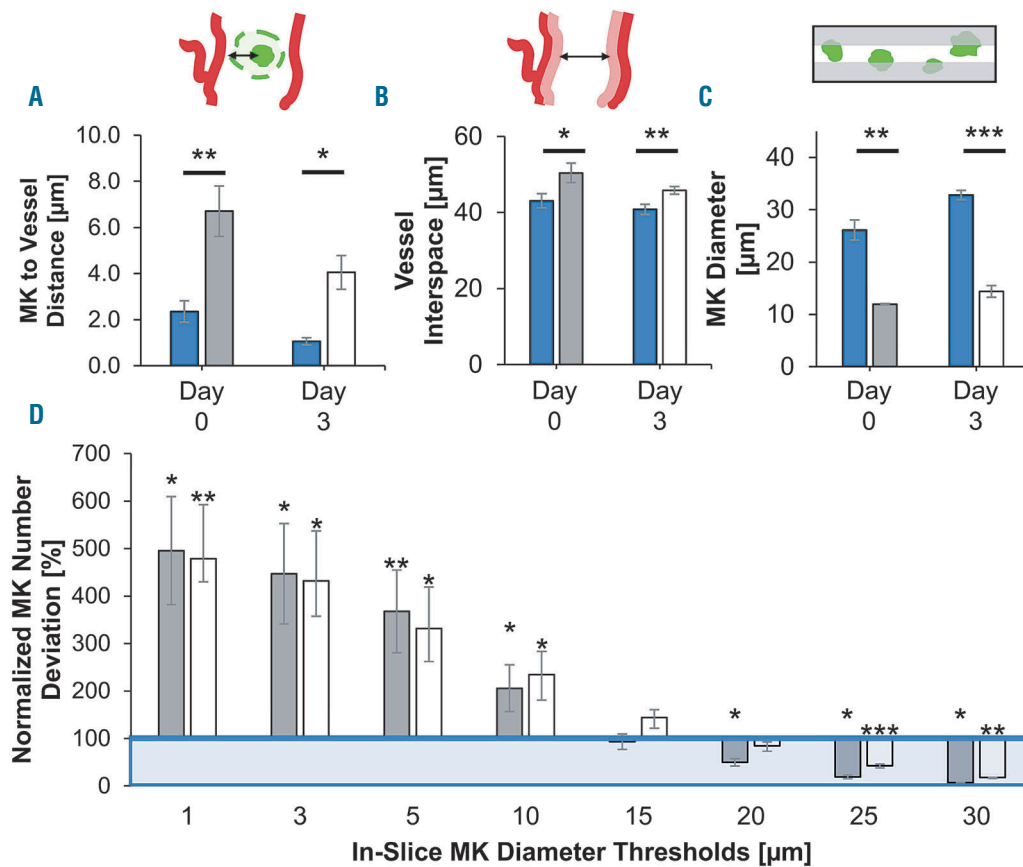 A
B
C
10.0
8.0
6.0
4.0
2.0
0.0
MK to Vessel
Distance [µm]
**
*
Day
0
Day
3
60
40
20
0
Vessel
Interspace [µm]
*
**
Day
0
Day
3
40
30
20
10
0
MK Diameter
[µm]
**
***
Day
0
Day
3
D
700
600
500
400
300
200
100
0
Normalized MK Number
Deviation [%]
* ** * * ** * * * * * *** * **
1 3 5 10 15 20 25 30
In-Slice MK Diameter Thresholds [µm]